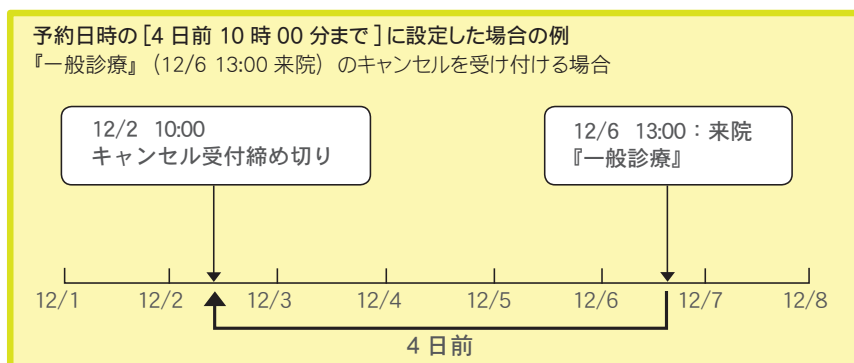 予約日時の[4 日前 10 時 00 分まで]に設定した場合の例
『一般診療』(12/6 13:00 来院)のキャンセルを受け付ける場合
12/2 10:00
キャンセル受付締め切り
12/6 13:00:来院
『一般診療』
12/1 12/2 12/3 12/4 12/5 12/6 12/7 12/8
4 日前